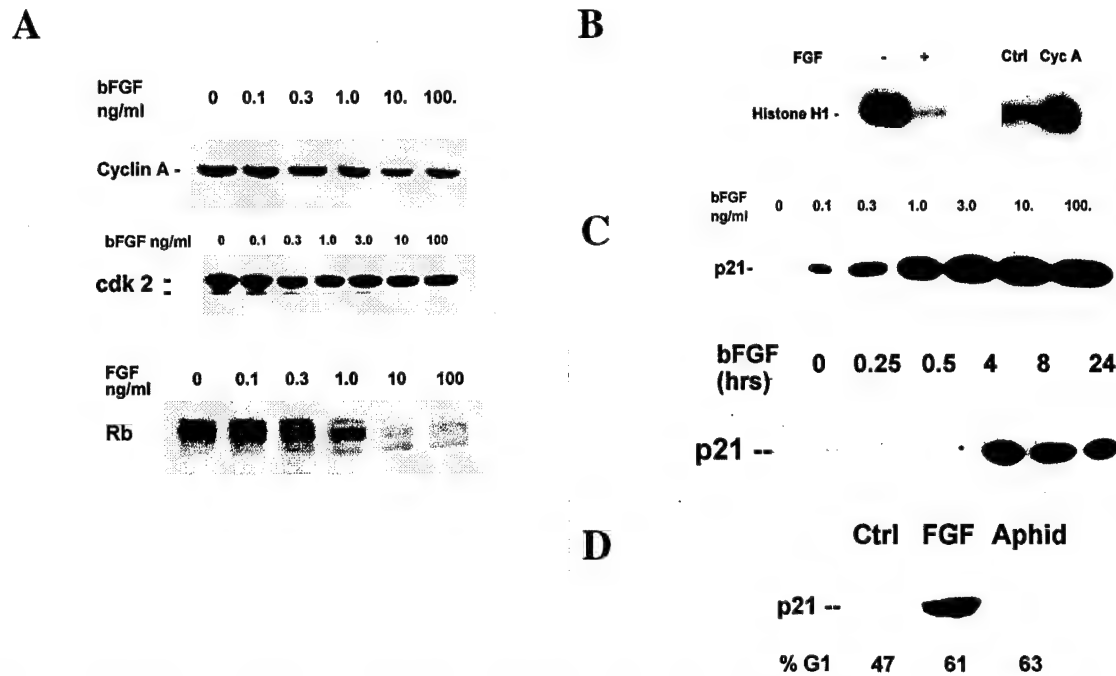 A
bFGF ng/ml 0 0.1 0.3 1.0 10. 100.
Cyclin A -
bFGF ng/ml 0 0.1 0.3 1.0 3.0 10 100
cdk 2 --
FGF ng/ml 0 0.1 0.3 1.0 10 100
Rb
B
FGF - + Ctrl Cyc A
Histone H1 -
C
bFGF ng/ml 0 0.1 0.3 1.0 3.0 10. 100.
p21-
bFGF (hrs) 0 0.25 0.5 4 8 24
p21 --
D
Ctrl FGF Aphid
p21 --
% G1 47 61 63